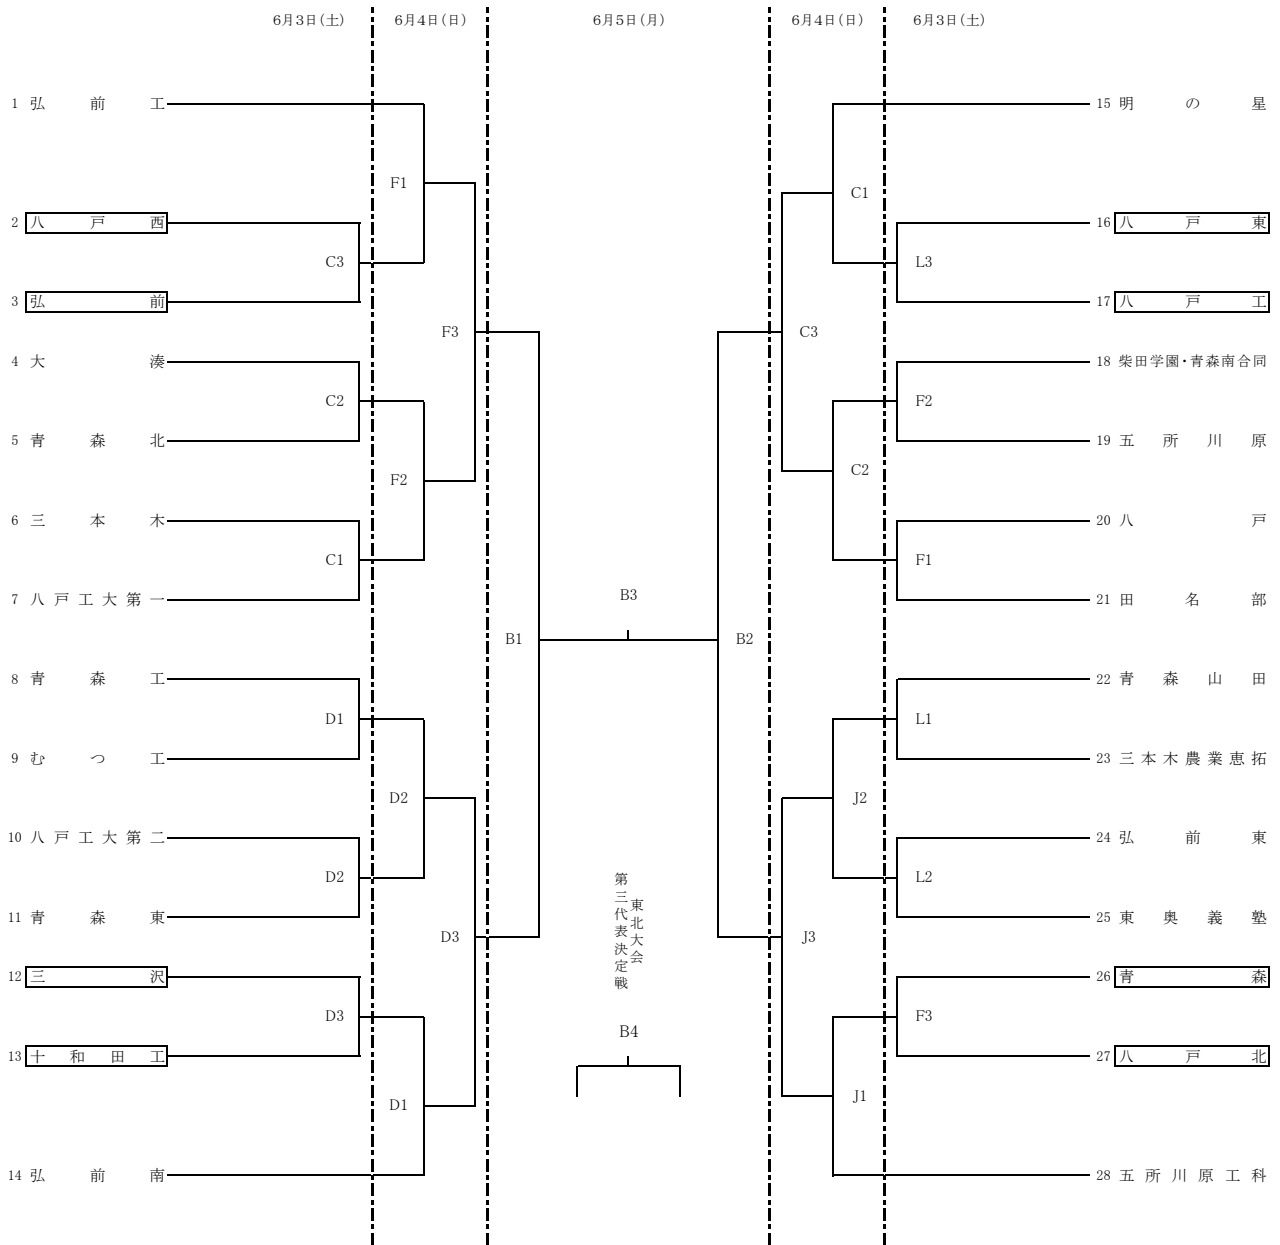 6月3日（土） 6月4日（日） 6月5日（月） 6月4日（日） 6月3日（土）
1 弘前工
F1
2 八戸西
C3
3 弘前
F3
4 大湊
C2
5 青森北
F2
6 三本木
C1
7 八戸工大第一
B1
8 青森工
D1
9 むつ工
D2
10 八戸工大第二
D2
11 青森東
D3
12 三沢
D3
13 十和田工
D1
14 弘前南
B3
東北大会
第三代表決定戦
B4
15 明の星
C1
16 八戸東
L3
17 八戸工
C3
18 柴田学園・青森南合同
F2
19 五所川原
C2
20 八戸
F1
21 田名部
B2
22 青森山田
L1
23 三本木農業恵拓
J2
24 弘前東
L2
25 東奥義塾
J3
26 青森
F3
27 八戸北
J1
28 五所川原工科